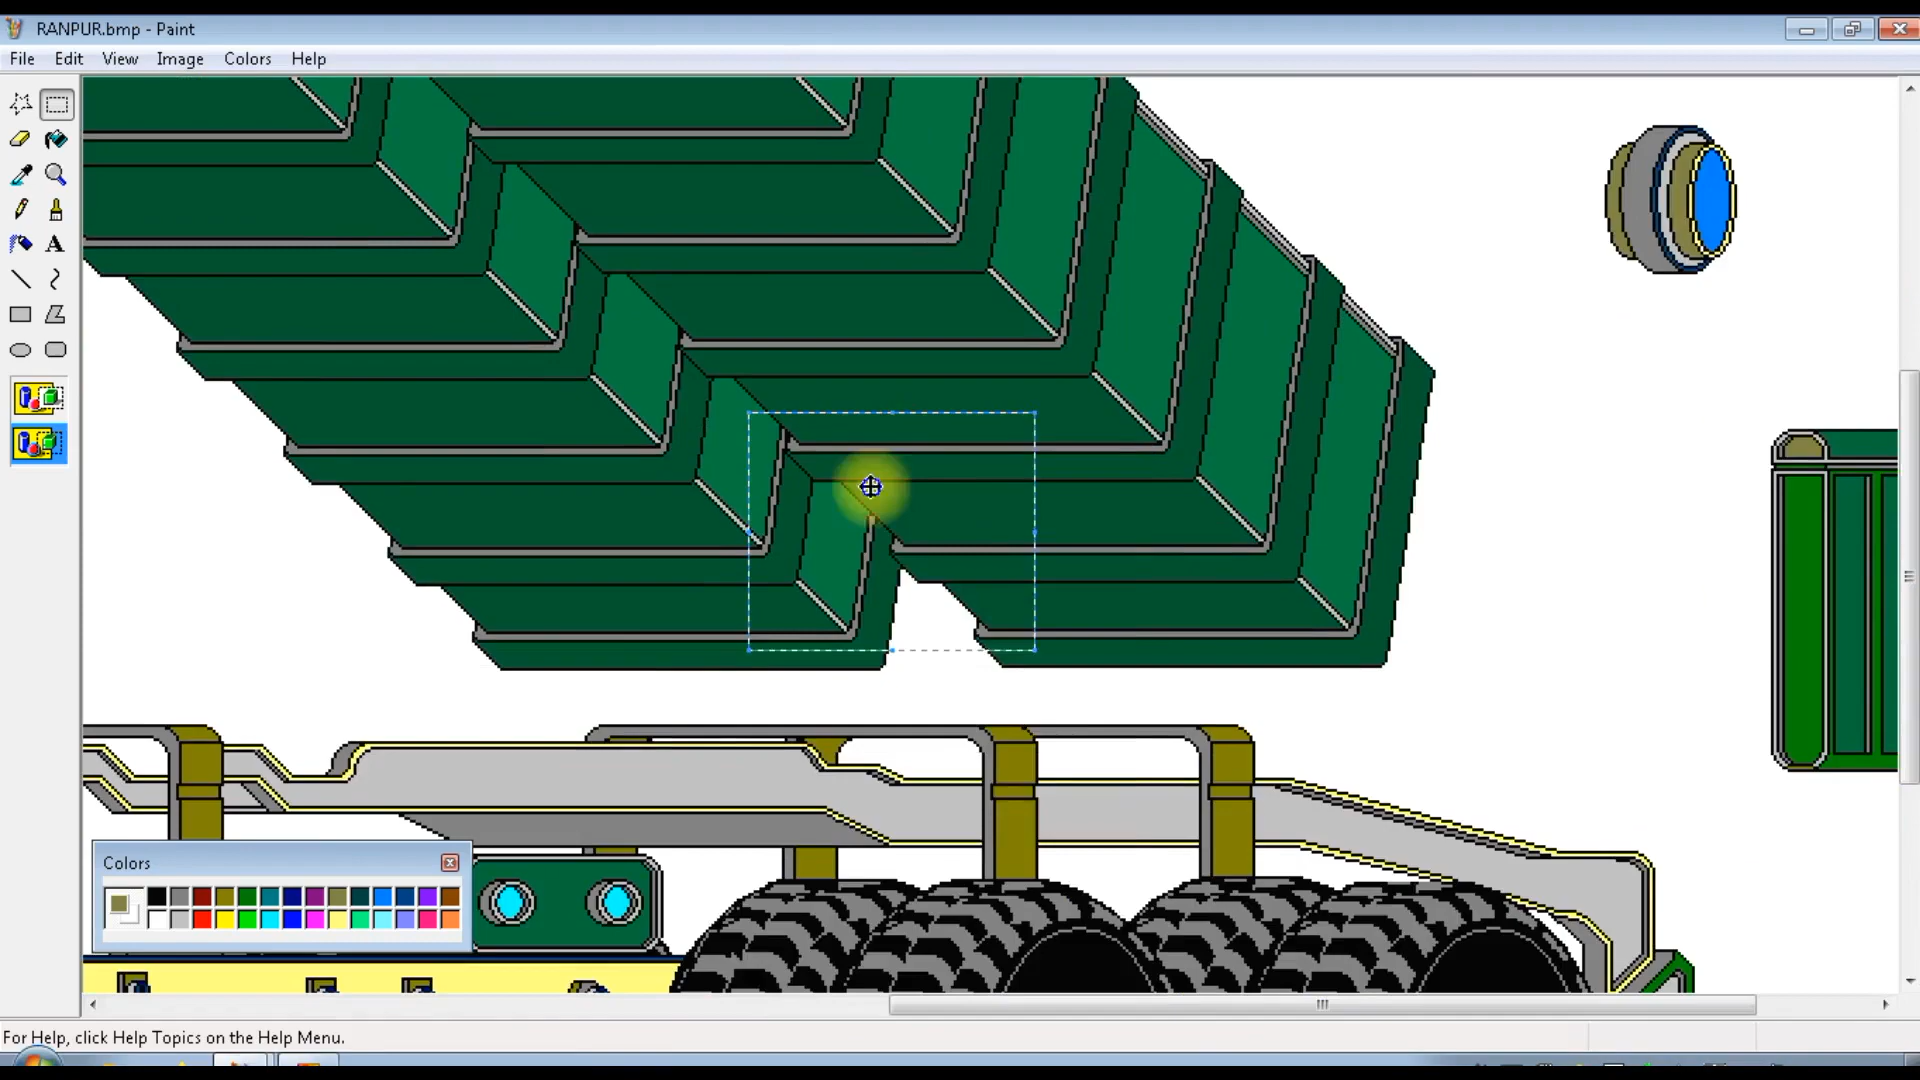 RANPUR.bmp - Paint
File Edit View Image Colors Help
A
Colors
For Help, click Help Topics on the Help Menu.